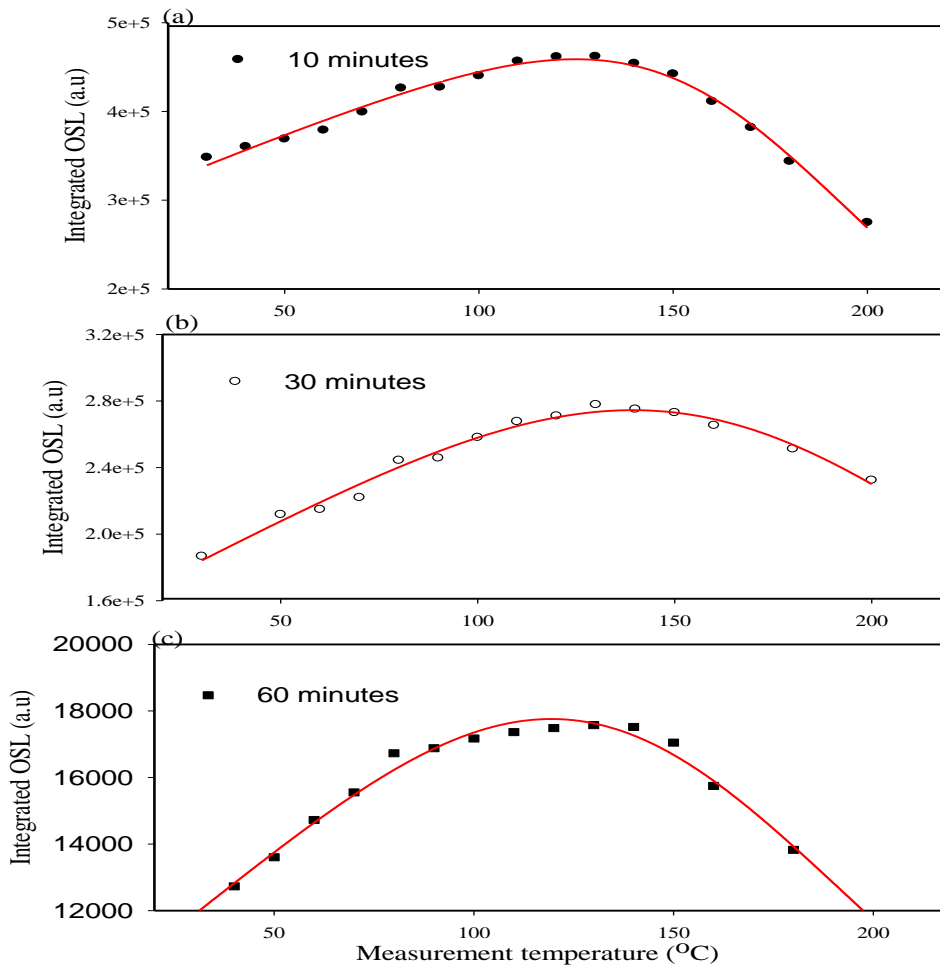 (a)
5e+5
4e+5
3e+5
2e+5
Integrated OSL (a.u)
10 minutes
50
100
150
200
(b)
3.2e+5
2.8e+5
2.4e+5
2.0e+5
1.6e+5
Integrated OSL (a.u)
30 minutes
50
100
150
200
(c)
20000
18000
16000
14000
12000
Integrated OSL (a.u)
60 minutes
50
100
150
200
Measurement temperature (OC)